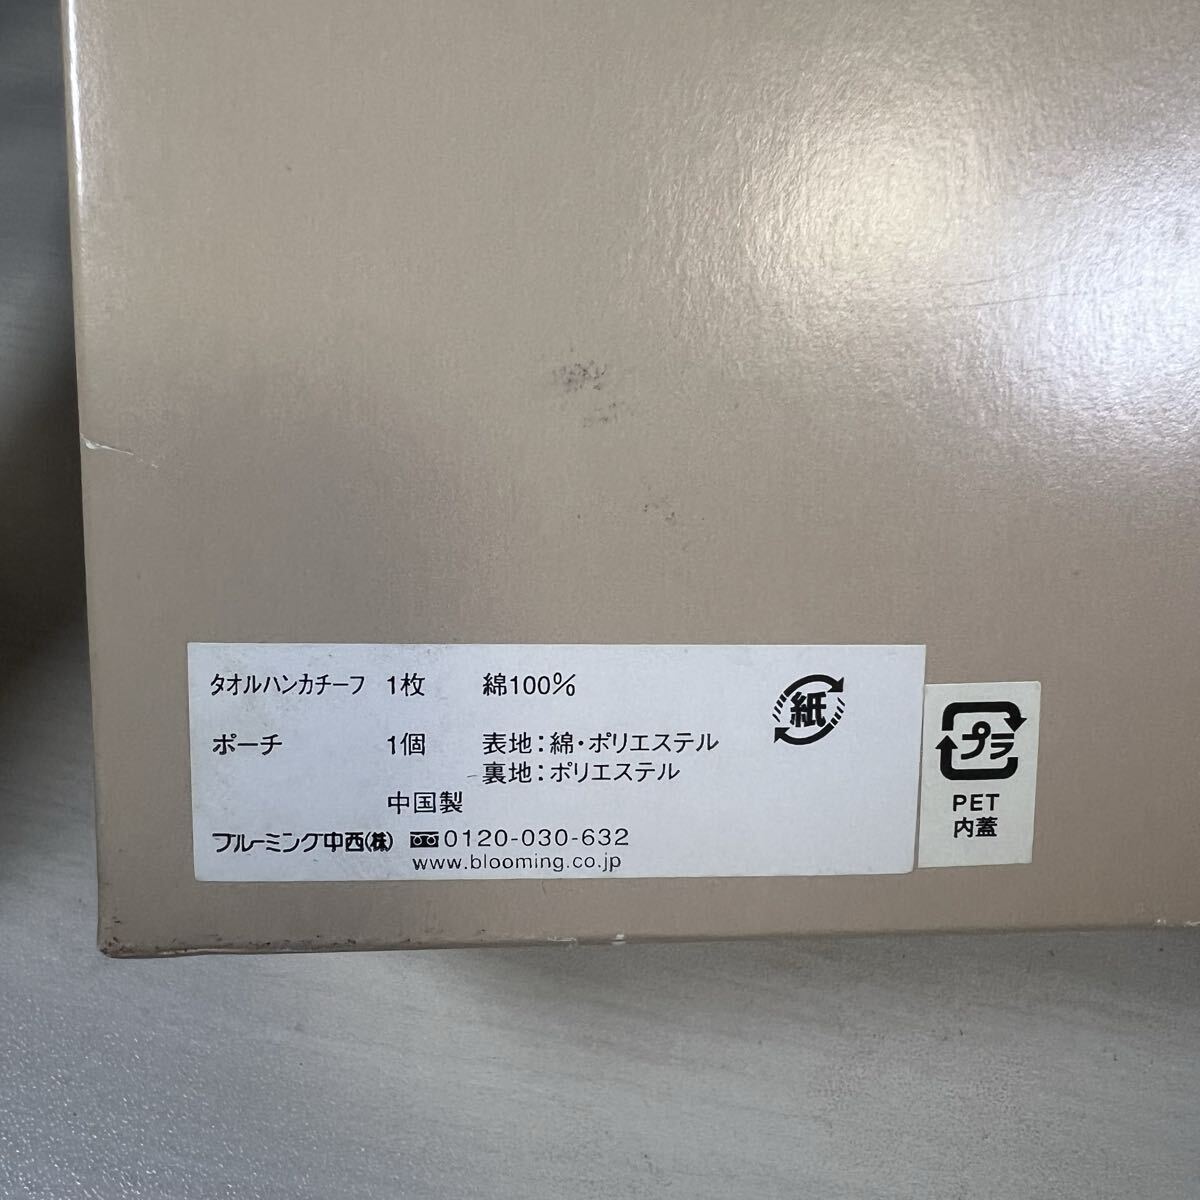 タオルハンカチーフ 1枚 綿100%
ポーチ 1個 表地：綿・ポリエステル
裏地：ポリエステル
中国製
ブルーミング中西(株) 0120-030-632
www.blooming.co.jp
紙
プラ
PET
内蓋